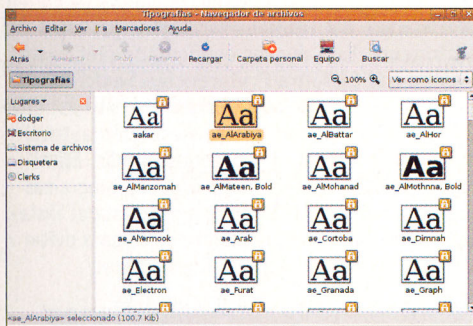 Tipografías - Navegador de archivos
Archivo Editar Ver Ir a Marcadores Ayuda
Atrás Adelante Subir Detener Recargar Carpeta personal Equipo Buscar
Tipografías 100% Ver como iconos
Lugares
dodger
Escritorio
Sistema de archivos
Disquetera
Clerks
Aa Aa Aa Aa
aakar ae_AlArabiya ae_AlBattar ae_AlHor
Aa Aa Aa Aa
ae_AlManzomah ae_AlMateen, Bold ae_AlMohanad ae_AlMothnna, Bold
Aa Aa Aa Aa
ae_AlYermook ae_Arab ae_Cortoba ae_Dimnah
Aa Aa Aa Aa
ae_Electron ae_Furat ae_Granada ae_Graph
«ae_AlArabiya» seleccionado (100.7 Kib)